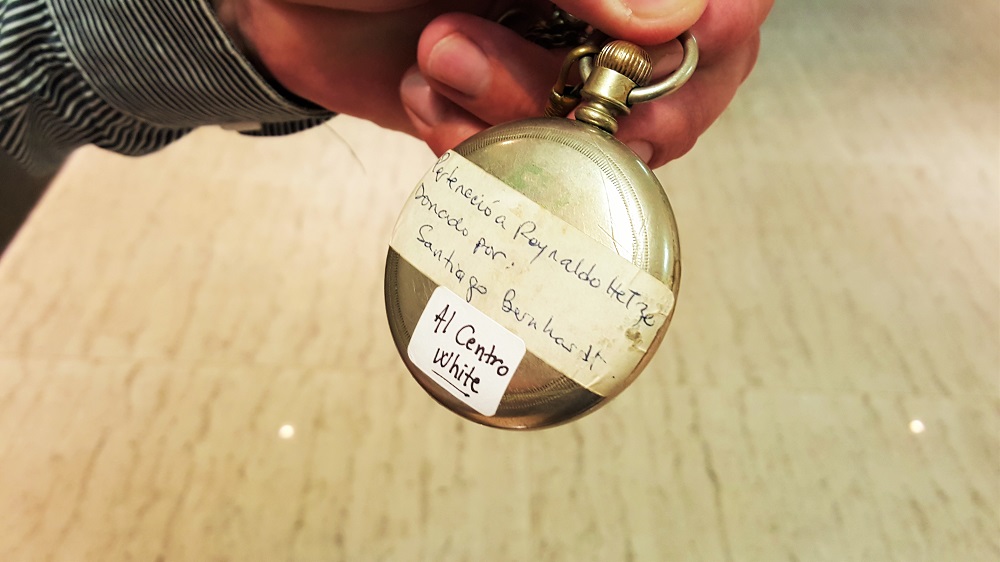 Perteneció a Reynaldo Hetze
Donado por:
Santiago Bernhardt.
Al Centro
White